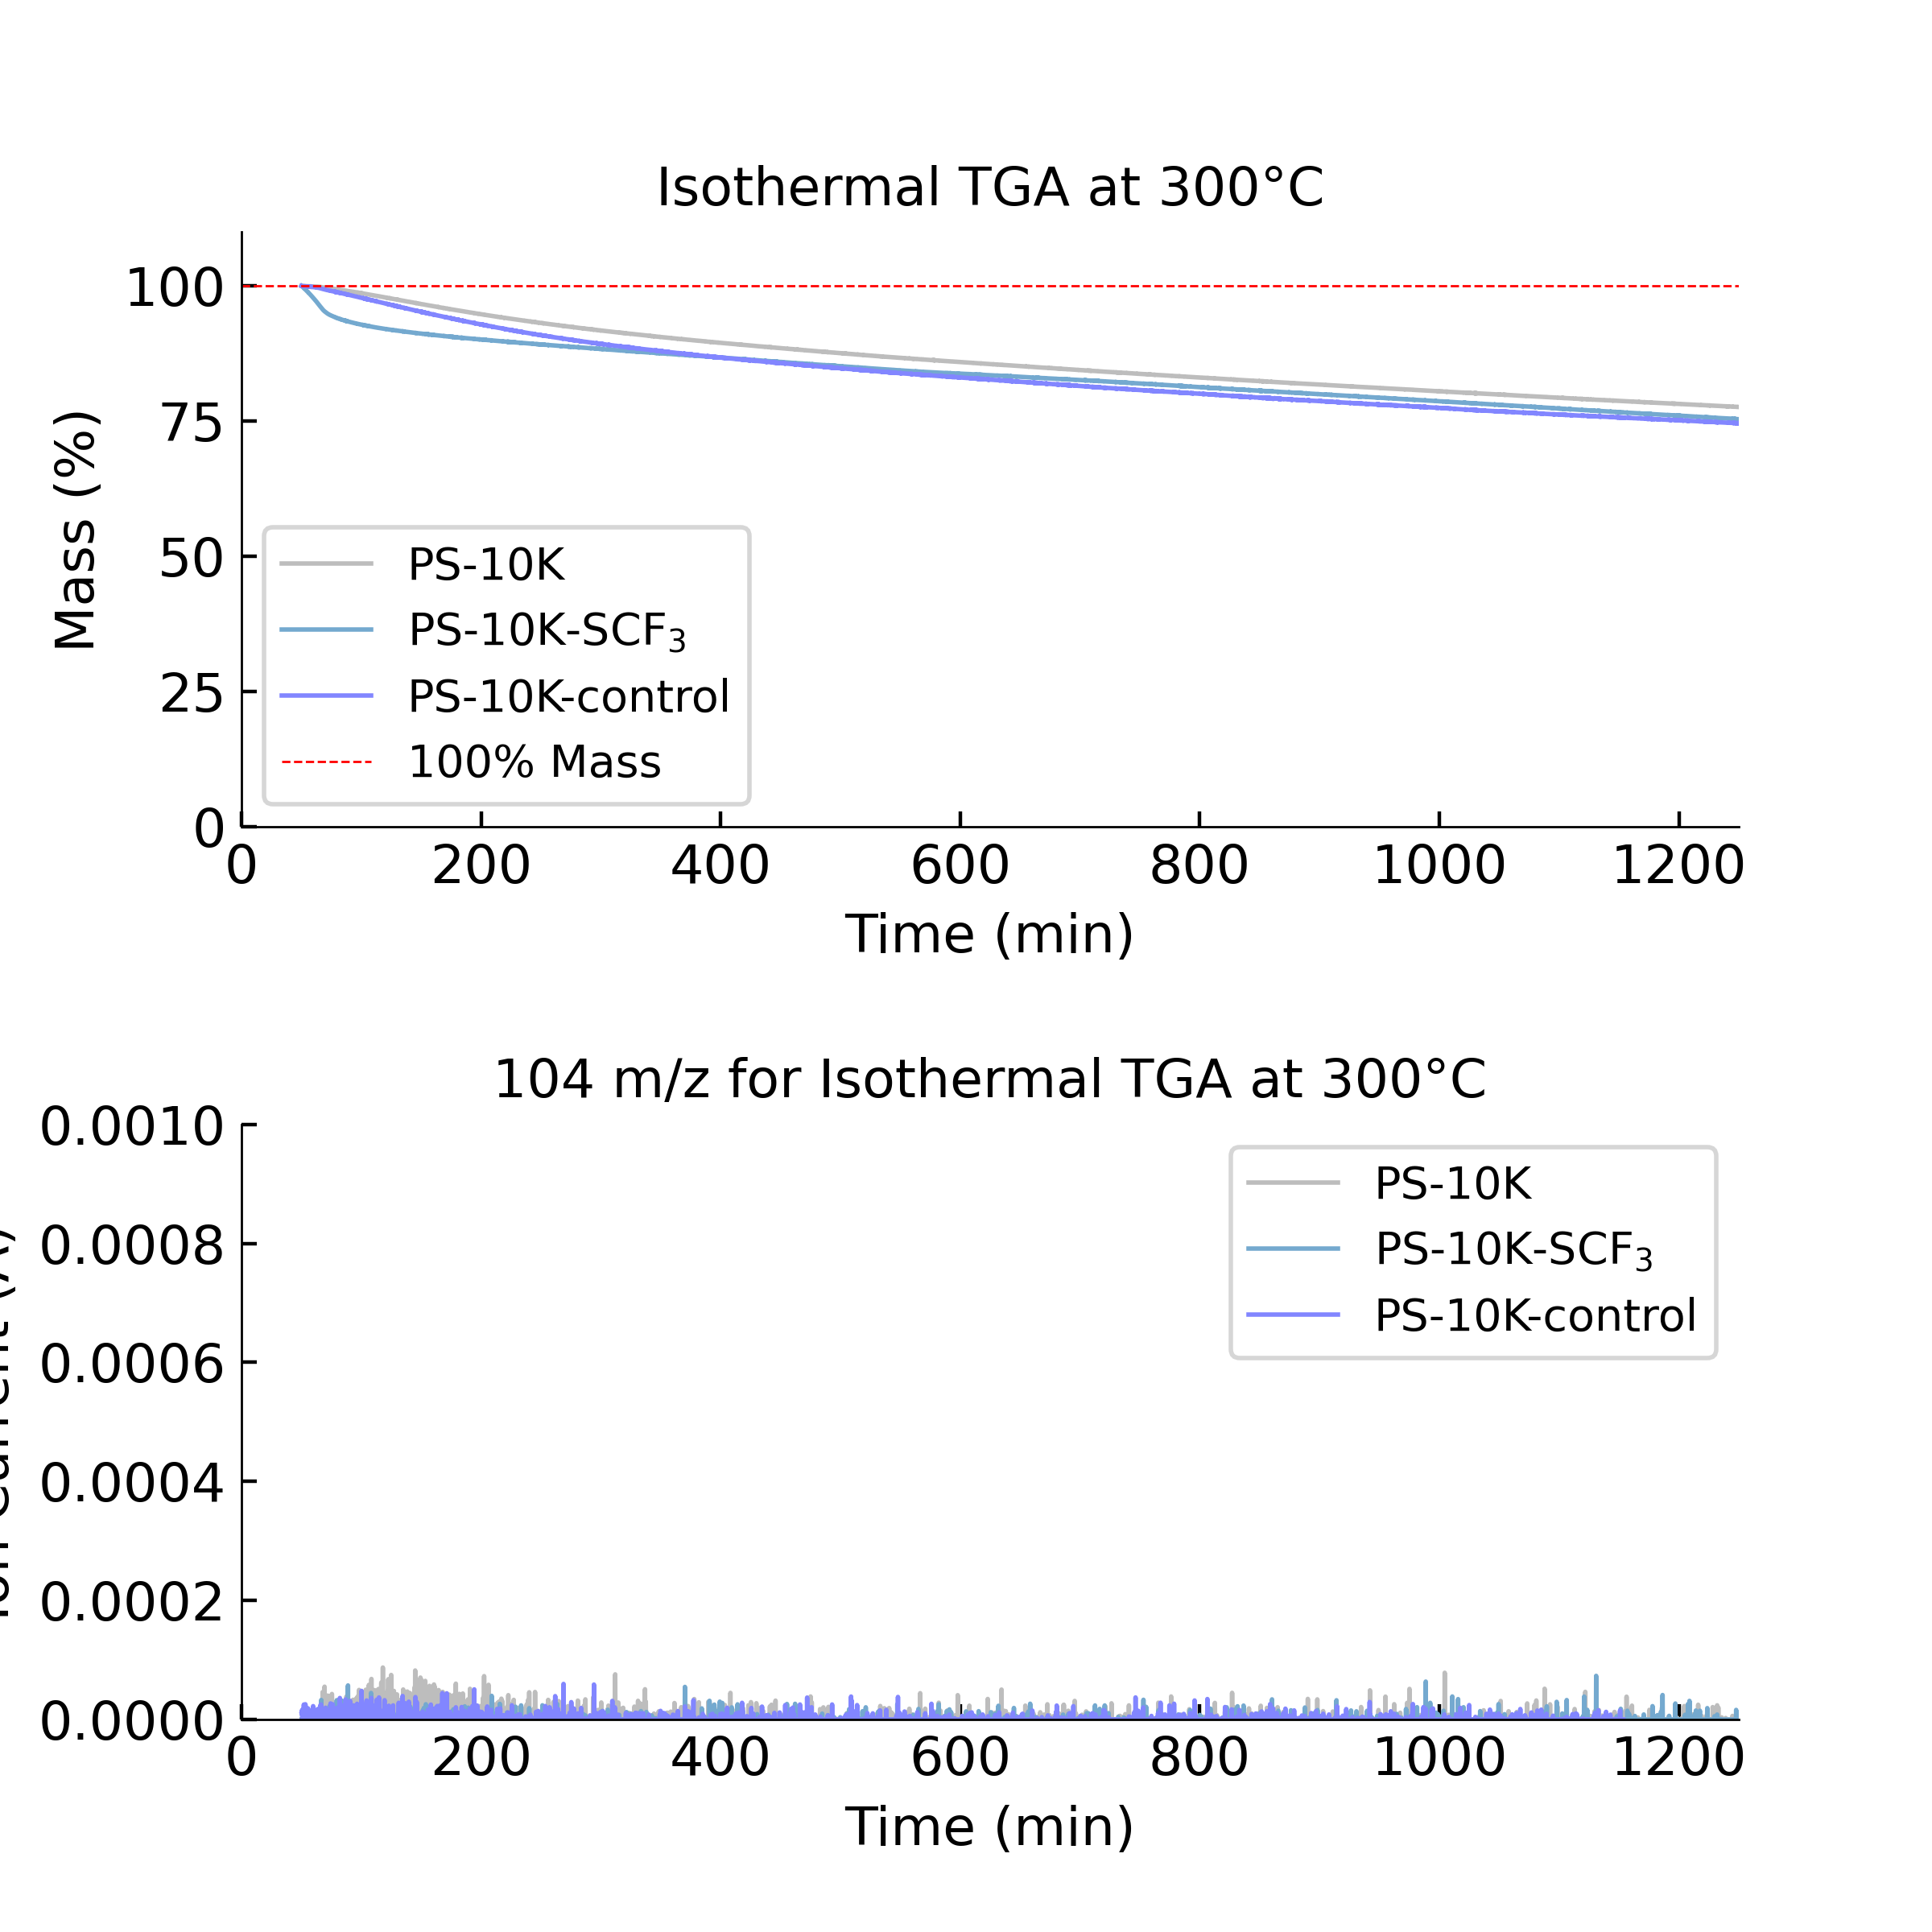 Isothermal TGA at 300°C
Mass (%)
100
75
50
25
0
PS-10K
PS-10K-SCF₃
PS-10K-control
100% Mass
0 200 400 600 800 1000 1200
Time (min)
104 m/z for Isothermal TGA at 300°C
0.0010
0.0008
0.0006
0.0004
0.0002
0.0000
PS-10K
PS-10K-SCF₃
PS-10K-control
0 200 400 600 800 1000 1200
Time (min)